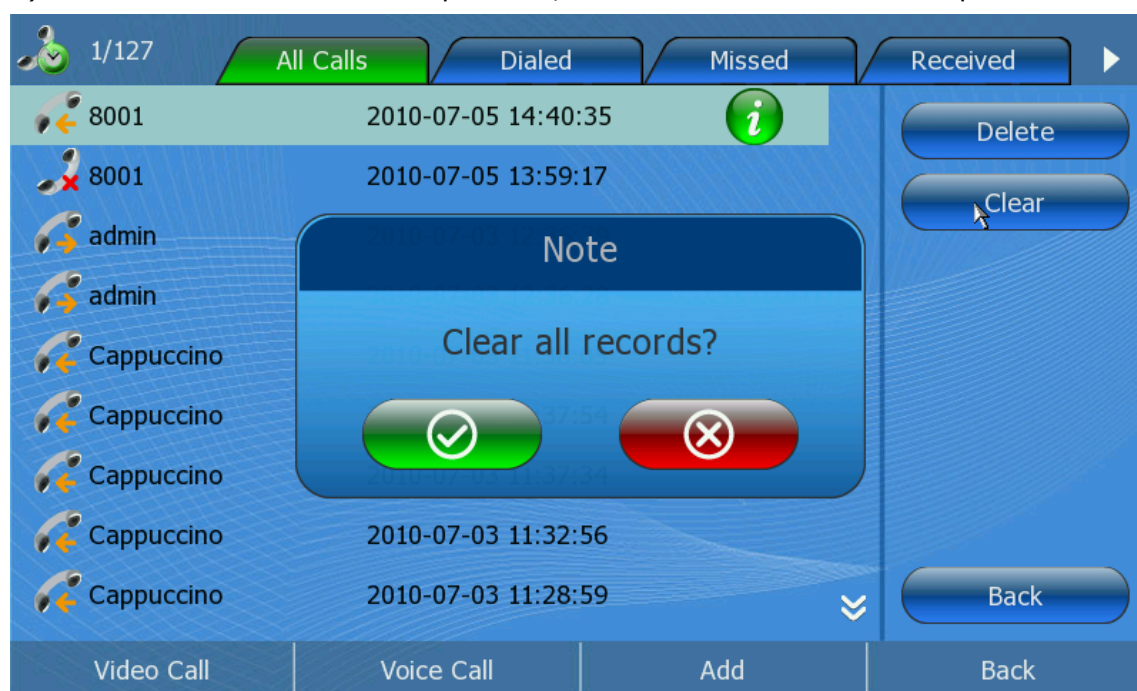 1/127
All Calls
Dialed
Missed
Received
8001 2010-07-05 14:40:35
Delete
8001 2010-07-05 13:59:17
Clear
admin
Note
admin
Clear all records?
Cappuccino
Cappuccino
Cappuccino
Cappuccino 2010-07-03 11:32:56
Cappuccino 2010-07-03 11:28:59
Back
Video Call
Voice Call
Add
Back